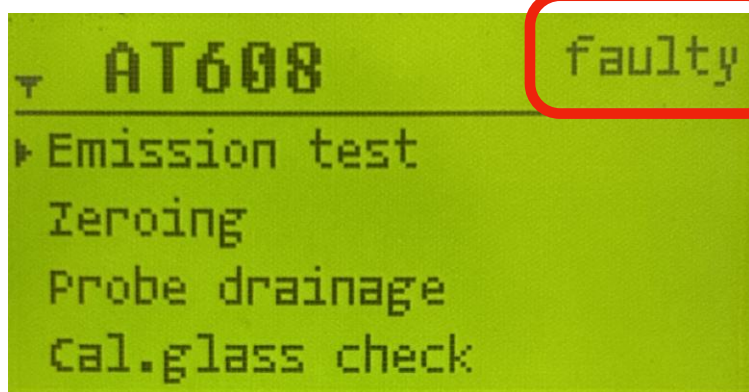 AT608 faulty
Emission test
Zeroing
Probe drainage
Cal.glass check